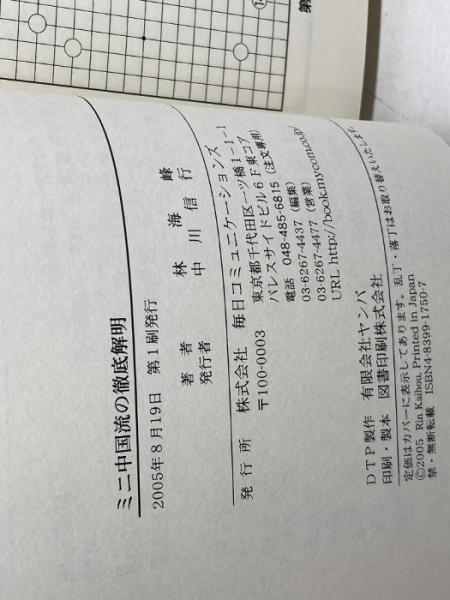 第
ミニ中国流の徹底解明
2005年8月19日　第1刷発行
著者　林　海峰
発行者　中川信行
発行所　株式会社　毎日コミュニケーションズ
〒100-0003　東京都千代田区一ツ橋1-1-1
パレスサイドビル6F東コア
電話　048-485-6815（注文専用）
03-6267-4437（編集）
03-6267-4477（営業）
URL http://book.mycom.co.jp/
DTP製作　有限会社ヤンバ
印刷・製本　図書印刷株式会社
定価はカバーに表示してあります。乱丁・落丁はお取り替えいたします。
©2005 Rin Kaihou, Printed in Japan
禁・無断転載　ISBN4-8399-1750-7